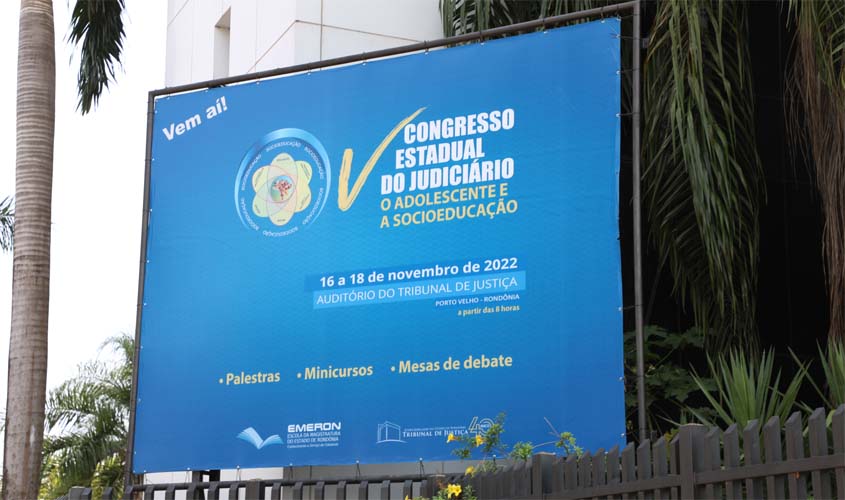 Vem aí!
V CONGRESSO
ESTADUAL
DO JUDICIÁRIO
O ADOLESCENTE E
A SOCIOEDUCAÇÃO
SOCIOEDUCAÇÃO
16 a 18 de novembro de 2022
AUDITÓRIO DO TRIBUNAL DE JUSTIÇA
PORTO VELHO - RONDÔNIA
a partir das 8 horas
• Palestras • Minicursos • Mesas de debate
EMERON
ESCOLA DA MAGISTRATURA
DO ESTADO DE RONDÔNIA
TRIBUNAL DE JUSTIÇA
40